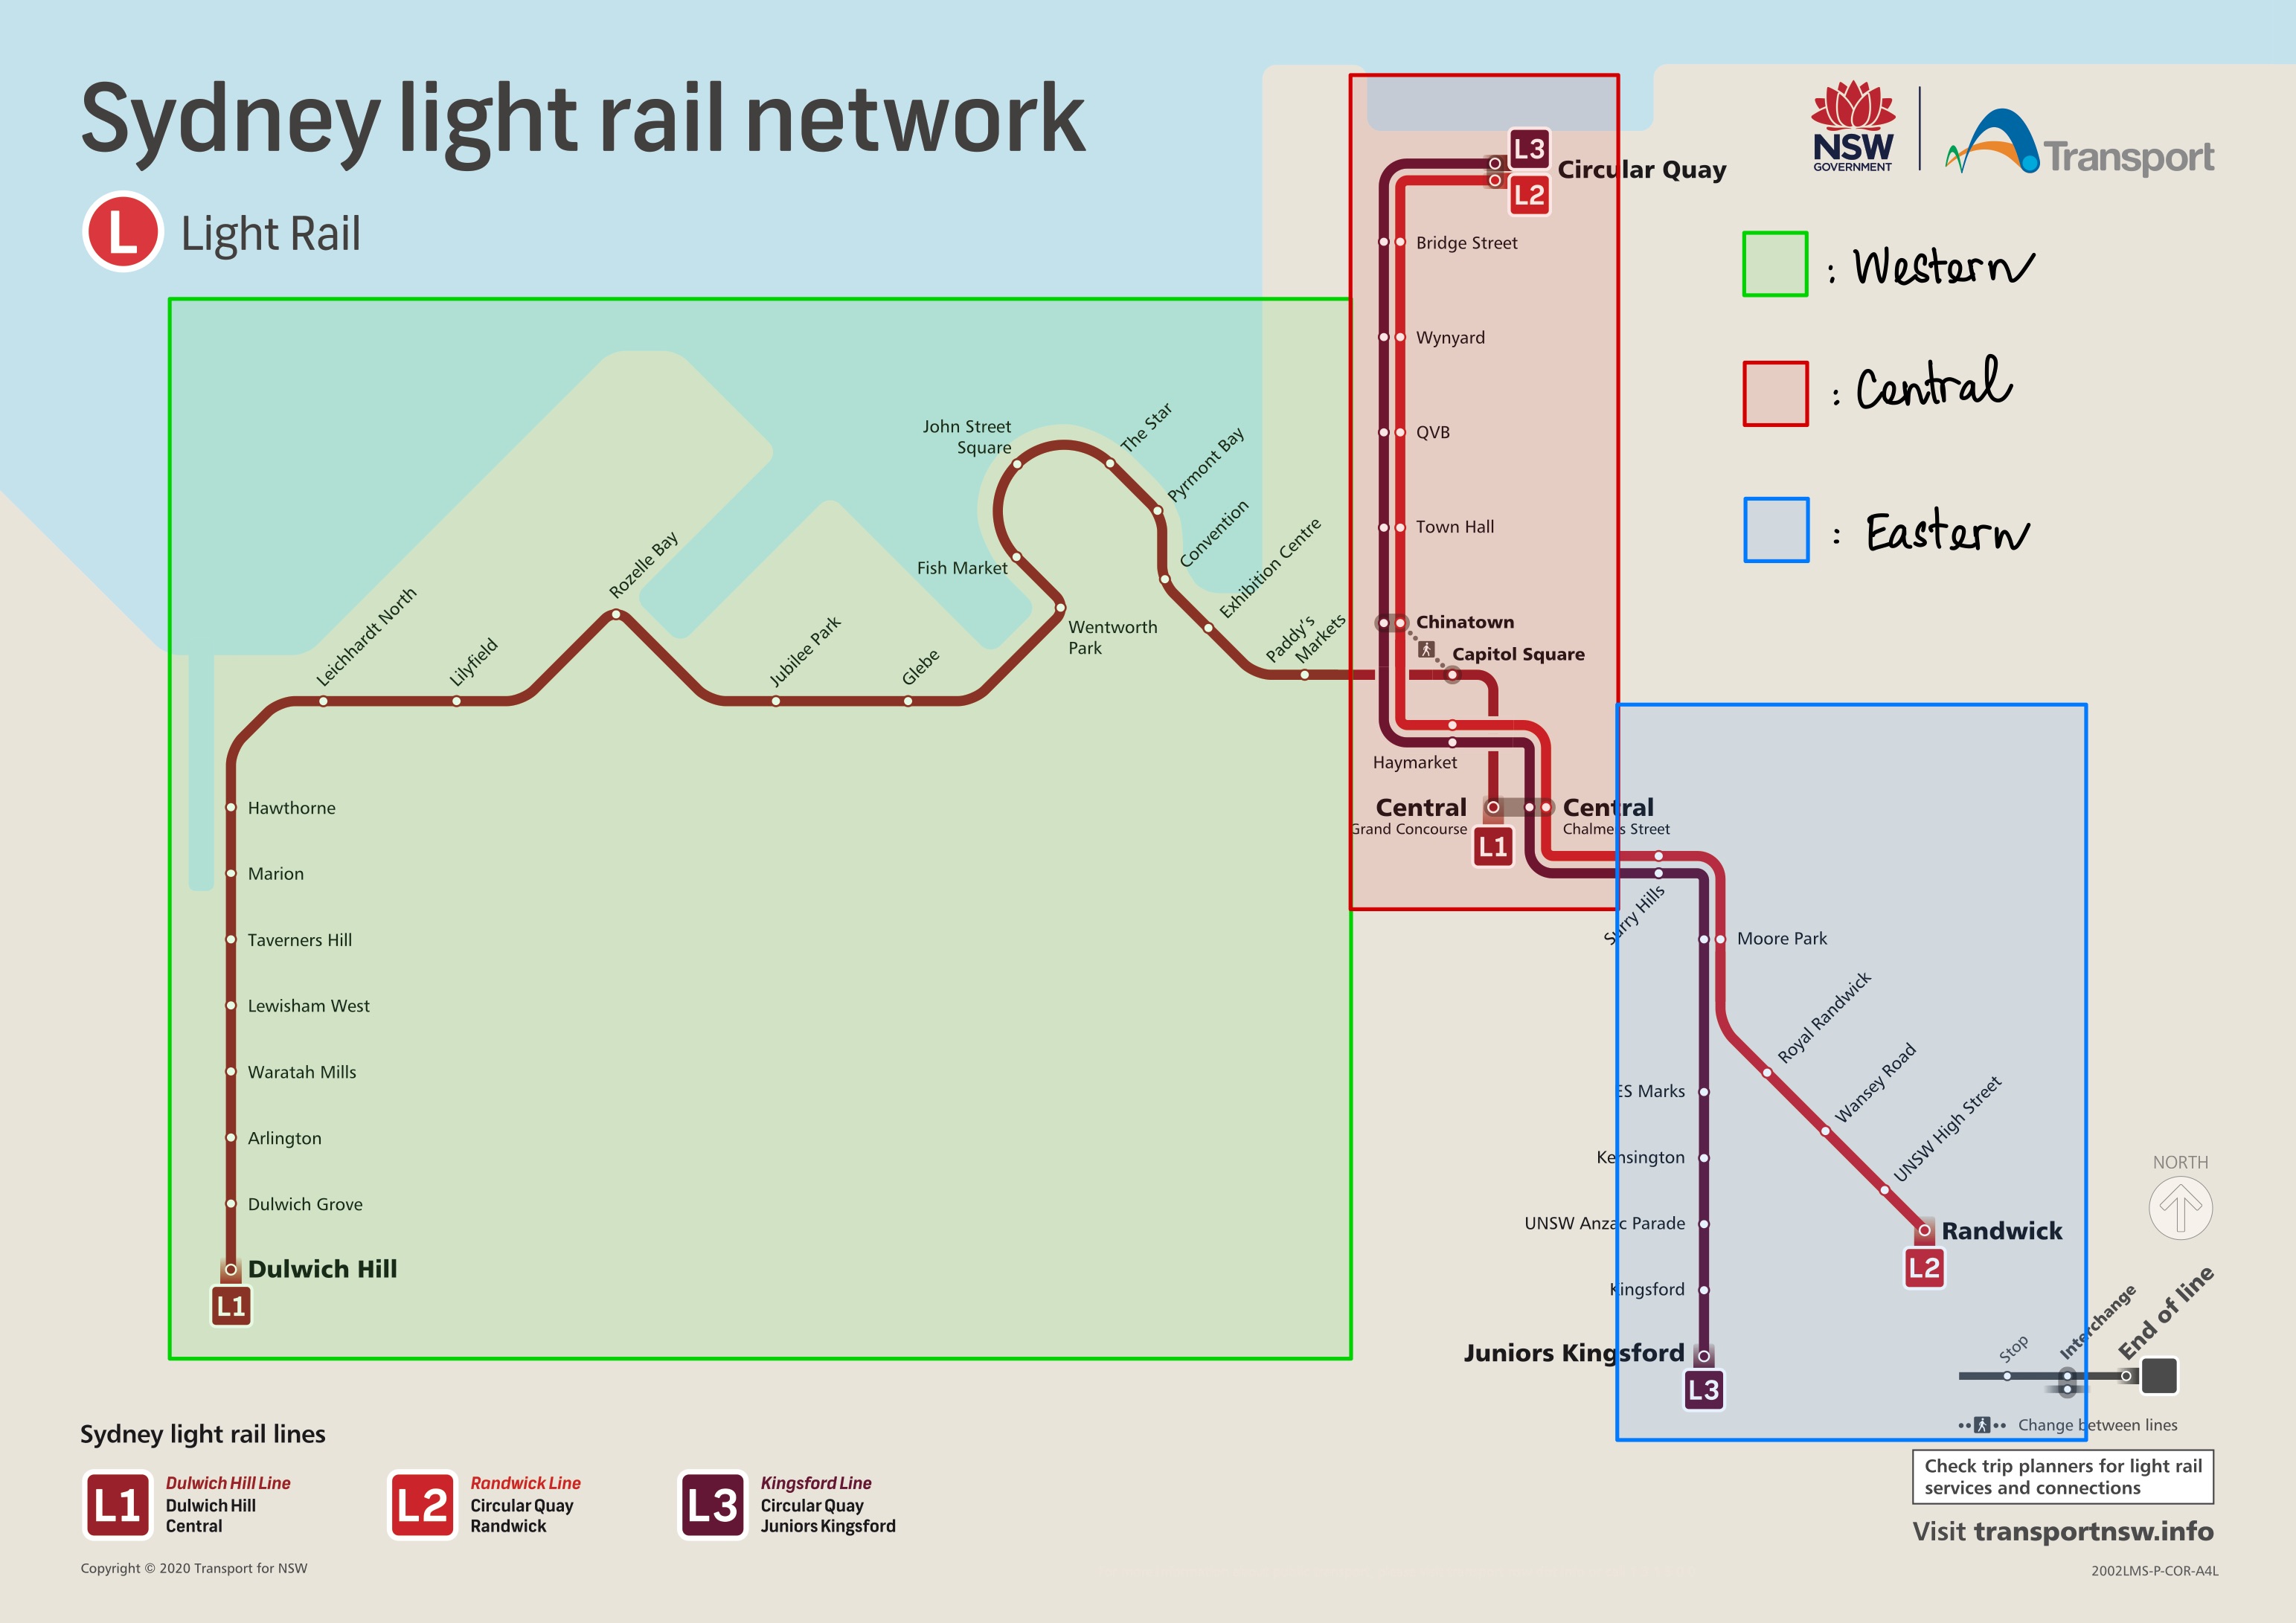 Sydney light rail network
L
Light Rail
NSW
GOVERNMENT
Transport
: Western
: Central
: Eastern
L3
L2
Circular Quay
Bridge Street
Wynyard
QVB
Town Hall
Chinatown
Capitol Square
Haymarket
Central
Grand Concourse
L1
Central
Chalmers Street
Surry Hills
Moore Park
Royal Randwick
Wansey Road
UNSW High Street
Randwick
L2
ES Marks
Kensington
UNSW Anzac Parade
Kingsford
Juniors Kingsford
L3
John Street
Square
The Star
Pyrmont Bay
Convention
Exhibition Centre
Paddy's
Markets
Fish Market
Wentworth
Park
Glebe
Jubilee Park
Rozelle Bay
Lilyfield
Leichhardt North
Hawthorne
Marion
Taverners Hill
Lewisham West
Waratah Mills
Arlington
Dulwich Grove
Dulwich Hill
L1
NORTH
Stop
Interchange
End of line
Change between lines
Check trip planners for light rail
services and connections
Visit transportnsw.info
2002LMS-P-COR-A4L
Sydney light rail lines
L1
Dulwich Hill Line
Dulwich Hill
Central
L2
Randwick Line
Circular Quay
Randwick
L3
Kingsford Line
Circular Quay
Juniors Kingsford
Copyright © 2020 Transport for NSW